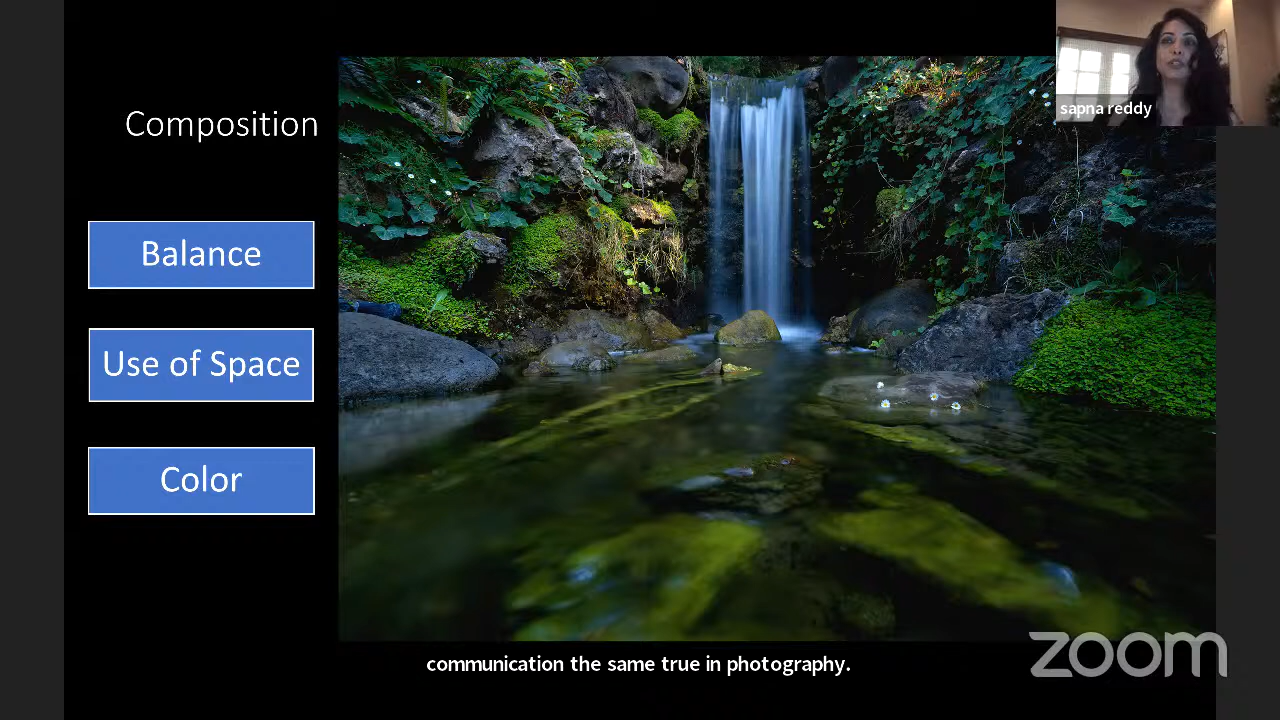 Composition
sapna reddy
Balance
Use of Space
Color
communication the same true in photography.
zoom